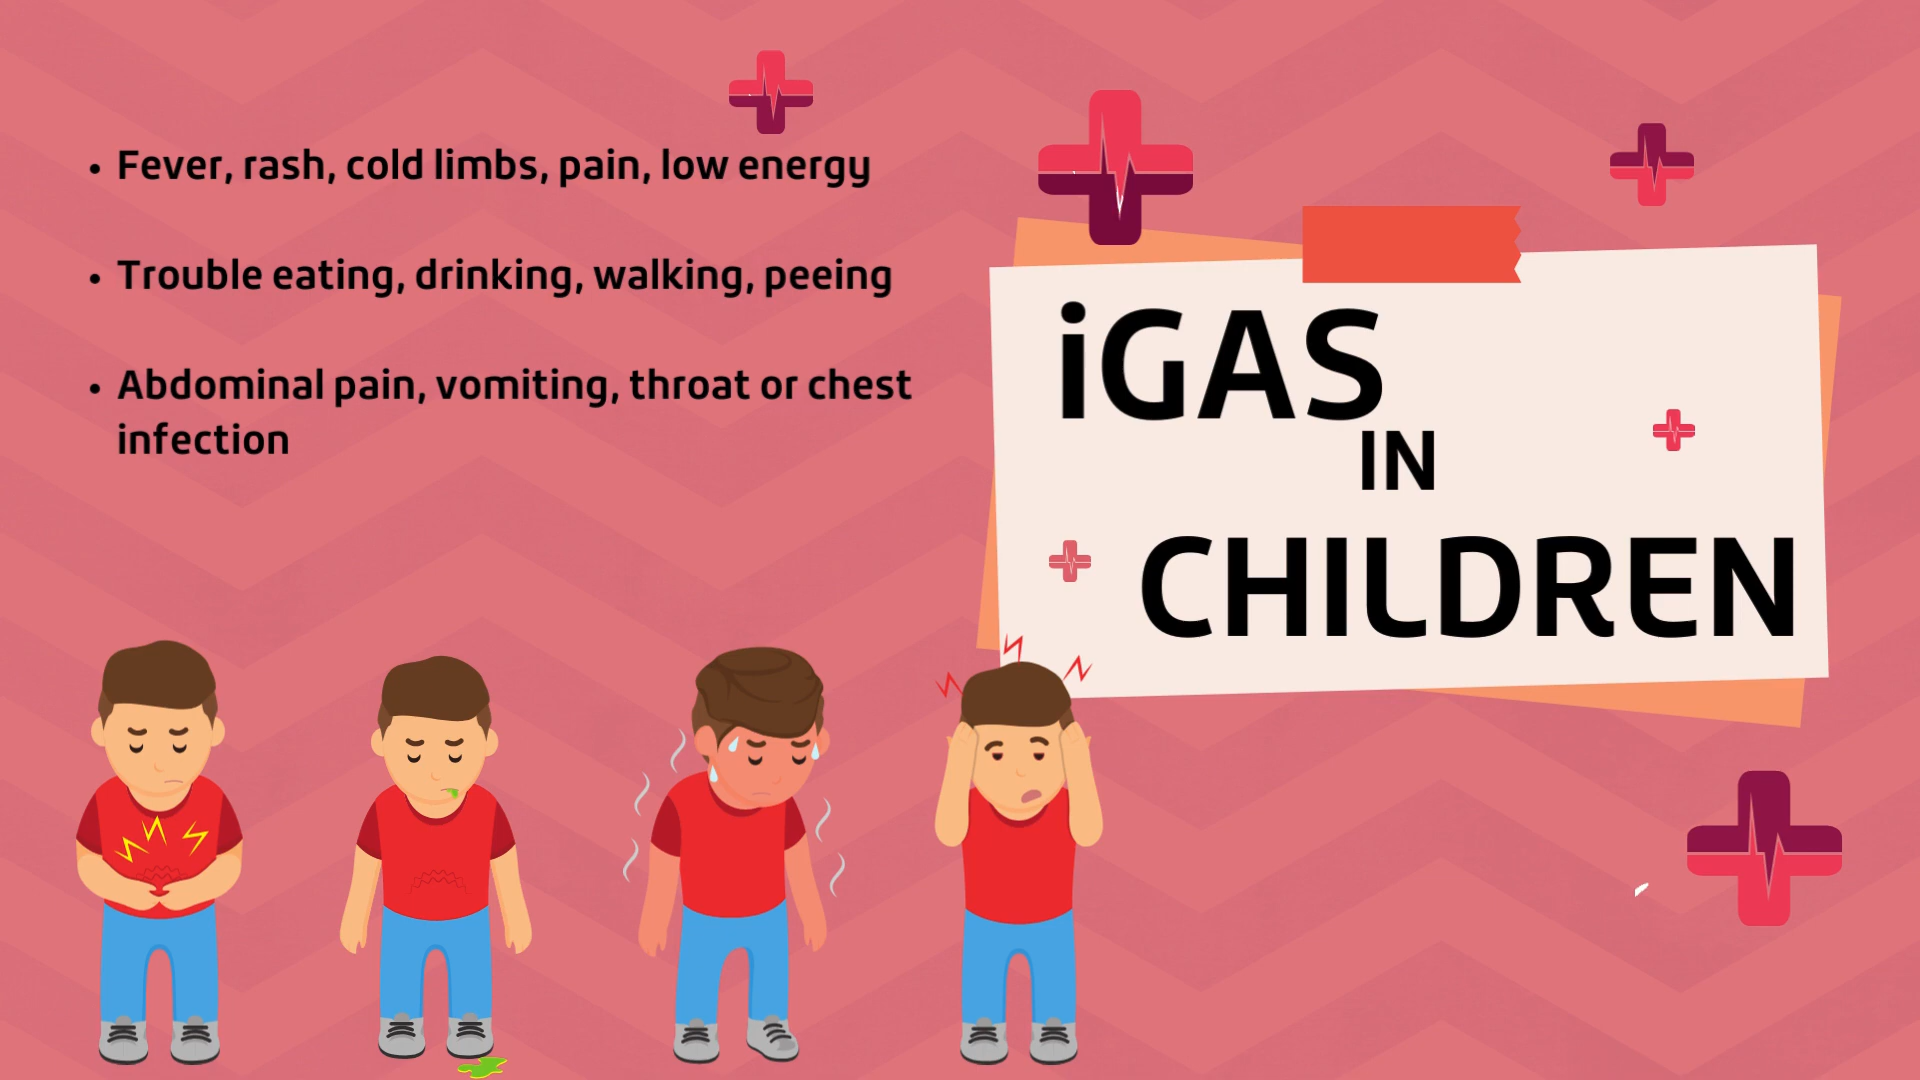 • Fever, rash, cold limbs, pain, low energy
• Trouble eating, drinking, walking, peeing
• Abdominal pain, vomiting, throat or chest
infection
iGAS
IN
CHILDREN